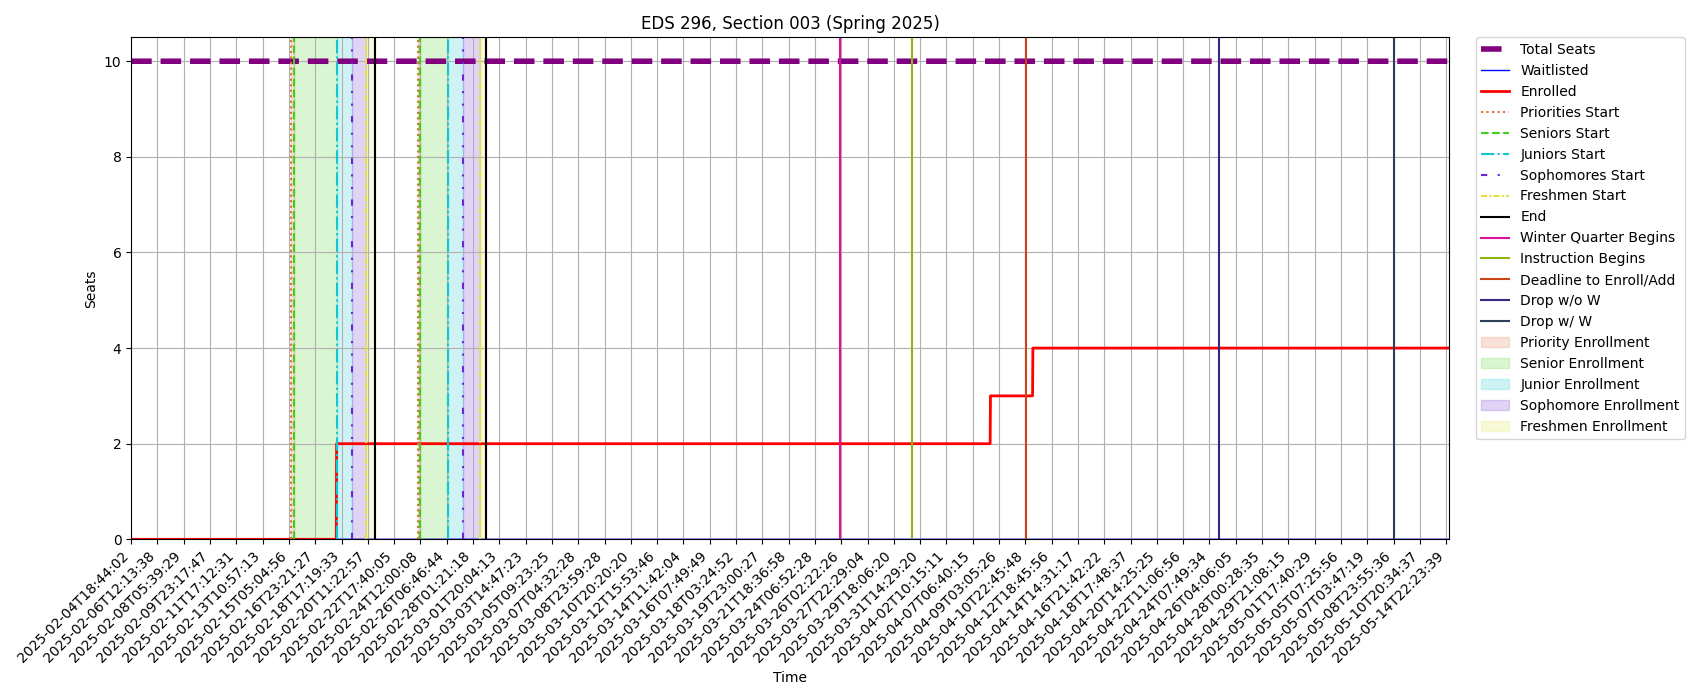 EDS 296, Section 003 (Spring 2025)
Seats
10
8
6
4
2
0
2025-02-04T18:44:02
2025-02-06T12:13:38
2025-02-08T05:39:29
2025-02-09T23:17:47
2025-02-11T17:12:31
2025-02-13T10:57:13
2025-02-15T05:04:56
2025-02-16T23:21:27
2025-02-18T17:19:33
2025-02-20T11:22:57
2025-02-22T17:40:05
2025-02-24T12:00:08
2025-02-26T06:46:44
2025-02-28T01:21:18
2025-03-01T20:04:13
2025-03-03T14:47:23
2025-03-05T09:23:25
2025-03-07T04:32:28
2025-03-08T23:59:28
2025-03-10T20:20:20
2025-03-12T15:53:46
2025-03-14T11:42:04
2025-03-16T07:49:49
2025-03-18T03:24:52
2025-03-19T23:00:27
2025-03-21T18:36:58
2025-03-24T06:52:28
2025-03-26T02:22:26
2025-03-27T22:29:04
2025-03-29T18:06:20
2025-03-31T14:29:20
2025-04-02T10:15:11
2025-04-07T06:40:15
2025-04-09T03:05:26
2025-04-10T22:45:48
2025-04-12T18:45:56
2025-04-14T14:31:17
2025-04-16T21:42:22
2025-04-18T17:48:37
2025-04-20T14:25:25
2025-04-22T11:06:56
2025-04-24T07:49:34
2025-04-26T04:06:05
2025-04-28T00:28:35
2025-04-29T21:08:15
2025-05-01T17:40:29
2025-05-05T07:25:56
2025-05-07T03:47:19
2025-05-08T23:55:36
2025-05-10T20:34:37
2025-05-14T22:23:39
Time
Total Seats
Waitlisted
Enrolled
Priorities Start
Seniors Start
Juniors Start
Sophomores Start
Freshmen Start
End
Winter Quarter Begins
Instruction Begins
Deadline to Enroll/Add
Drop w/o W
Drop w/ W
Priority Enrollment
Senior Enrollment
Junior Enrollment
Sophomore Enrollment
Freshmen Enrollment